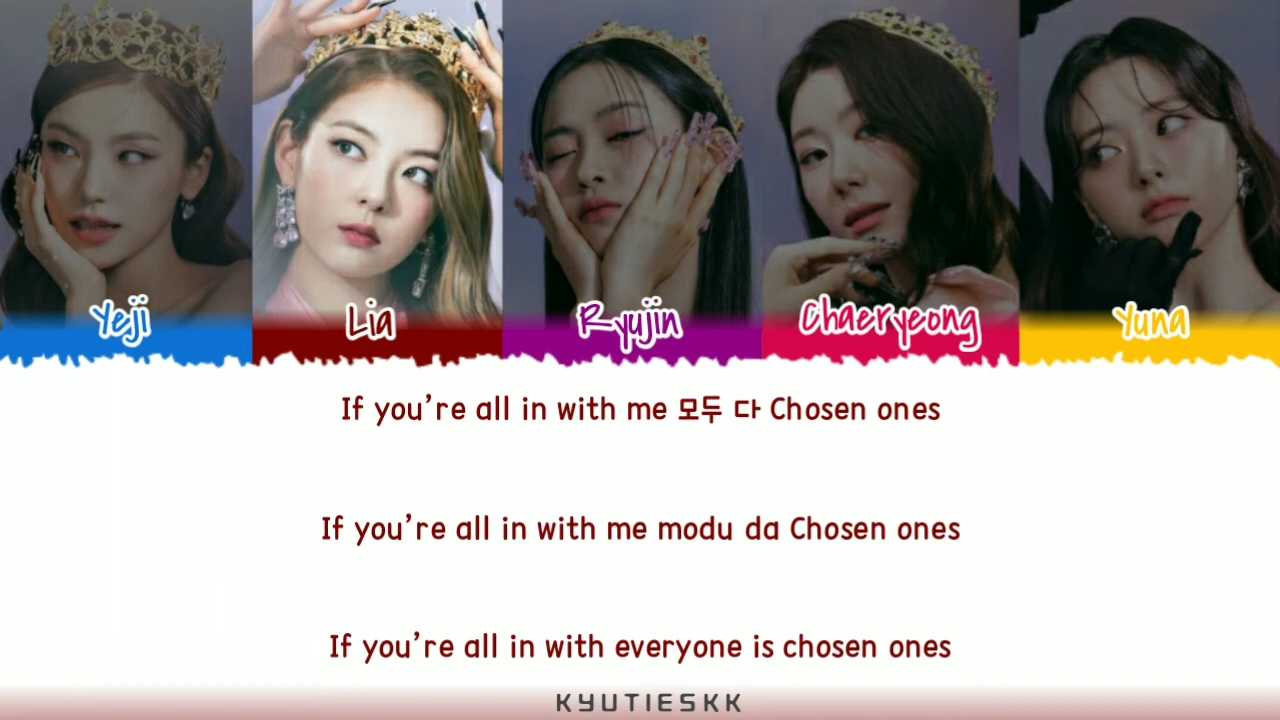 Yeji
Lia
Ryujin
Chaeryeong
Yuna
If you're all in with me 모두 다 Chosen ones
If you're all in with me modu da Chosen ones
If you're all in with everyone is chosen ones
KYUTIESKK